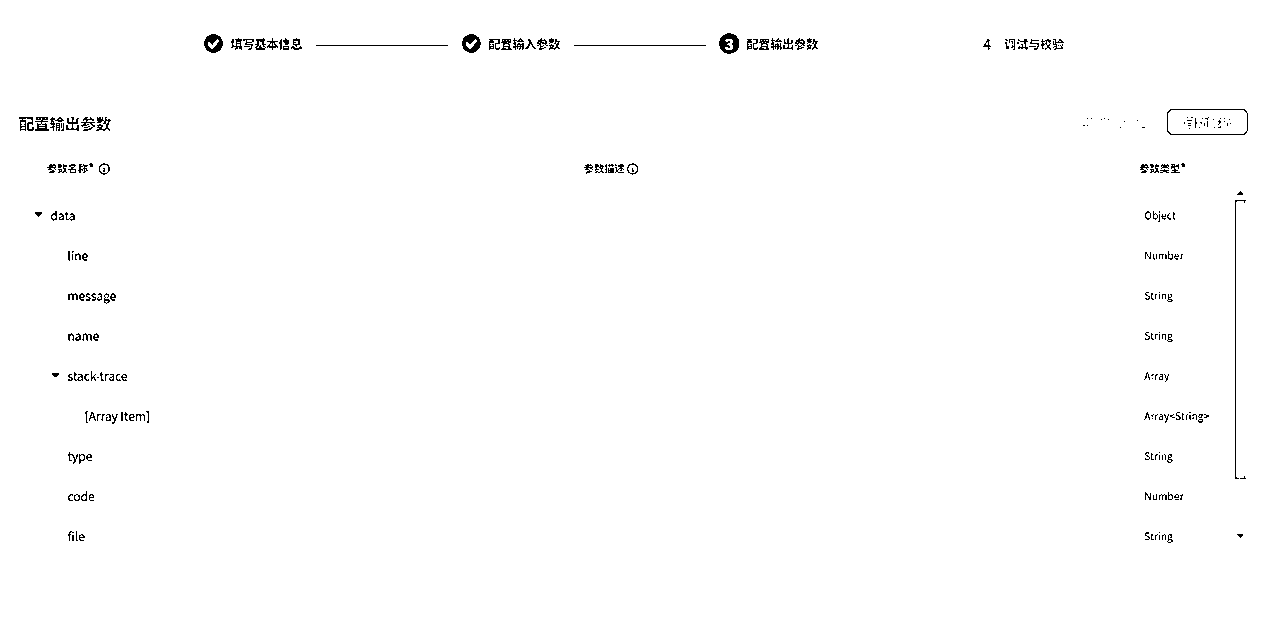 填写基本信息 配置输入参数 3 配置输出参数 4 调试与校验
配置输出参数
参数名称* 参数描述 参数类型*
data Object
line Number
message String
name String
stack-trace Array
[Array Item] Array<String>
type String
code Number
file String